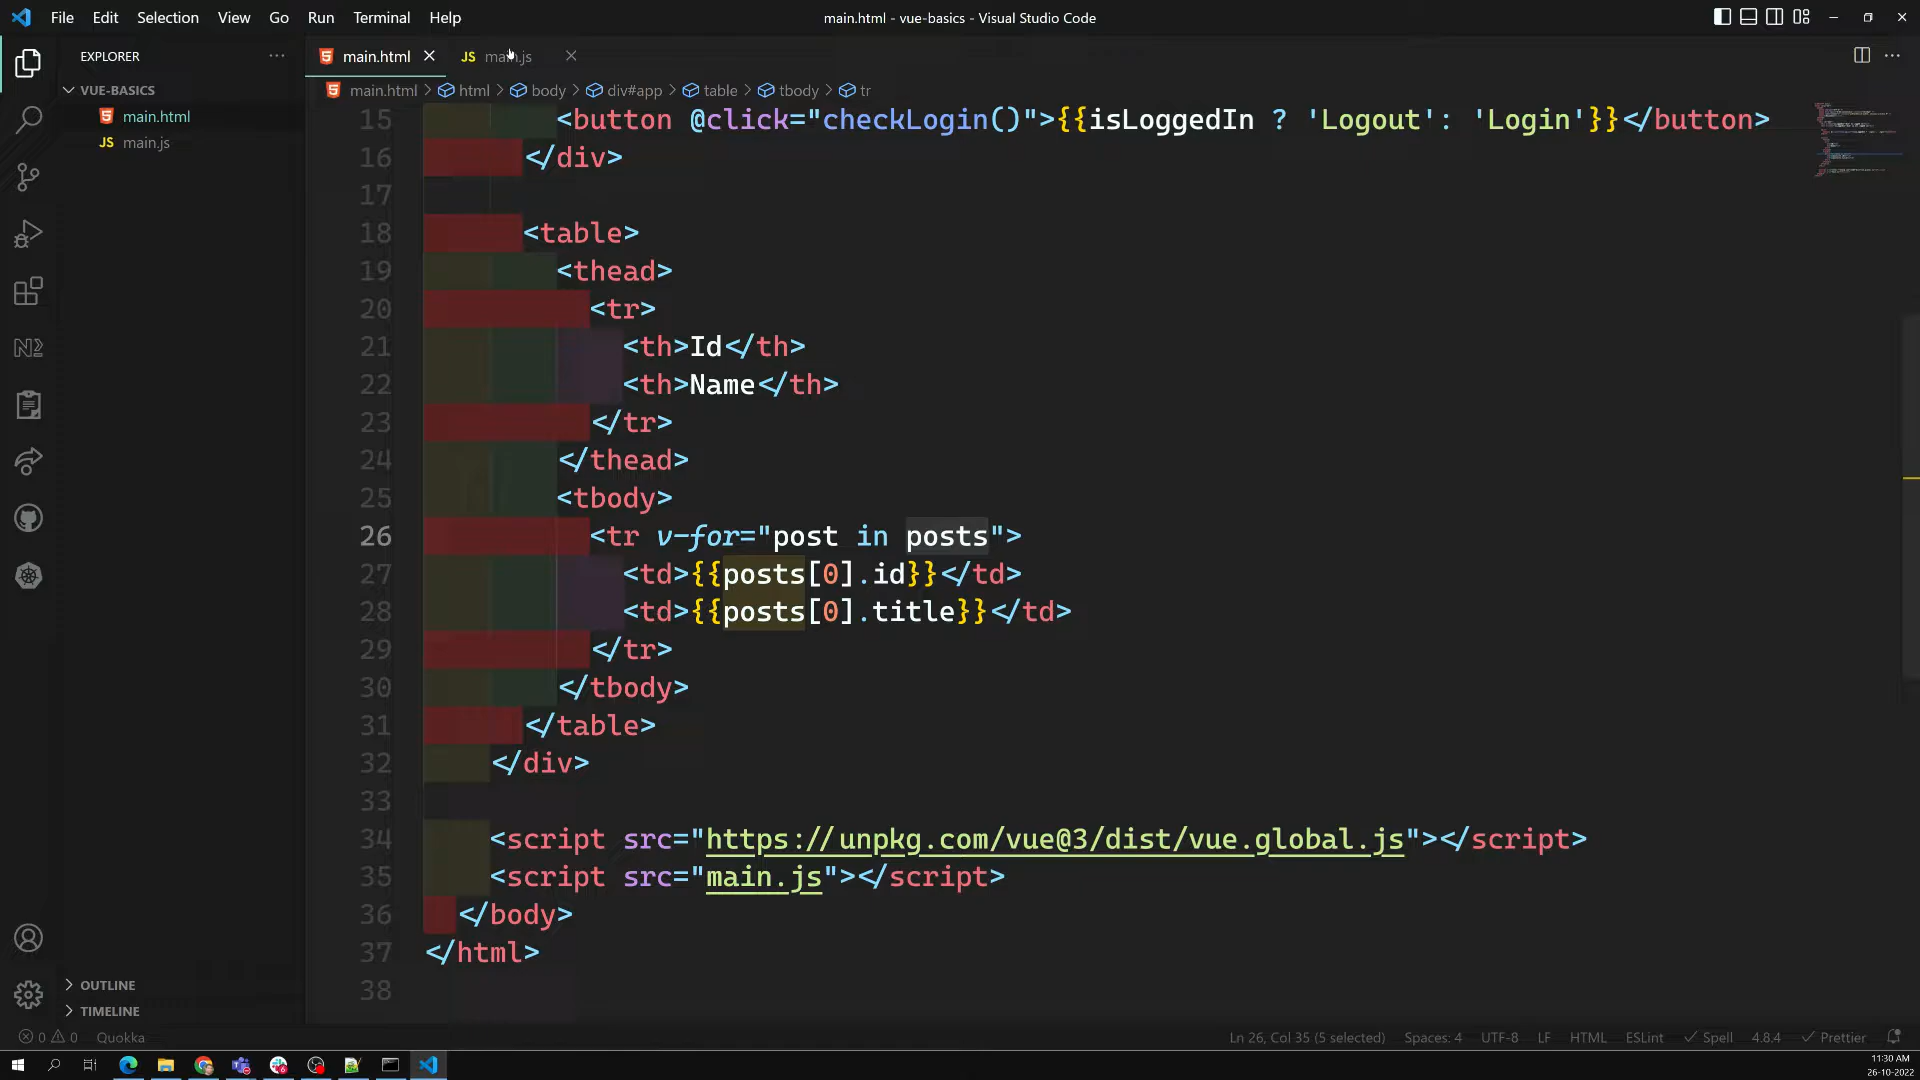 File Edit Selection View Go Run Terminal Help
main.html - vue-basics - Visual Studio Code
EXPLORER
main.html
JS main.js
VUE-BASICS
main.html > html > body > div#app > table > tbody > tr
main.html
JS main.js
15 <button @click="checkLogin()">{{isLoggedIn ? 'Logout': 'Login'}}</button>
16 </div>
17
18 <table>
19 <thead>
20 <tr>
21 <th>Id</th>
22 <th>Name</th>
23 </tr>
24 </thead>
25 <tbody>
26 <tr v-for="post in posts">
27 <td>{{posts[0].id}}</td>
28 <td>{{posts[0].title}}</td>
29 </tr>
30 </tbody>
31 </table>
32 </div>
33
34 <script src="https://unpkg.com/vue@3/dist/vue.global.js"></script>
35 <script src="main.js"></script>
36 </body>
37 </html>
38
OUTLINE
TIMELINE
0 0 Quokka
Ln 26, Col 35 (5 selected) Spaces: 4 UTF-8 LF HTML ESLint Spell 4.8.4 Prettier
11:30 AM
26-10-2022